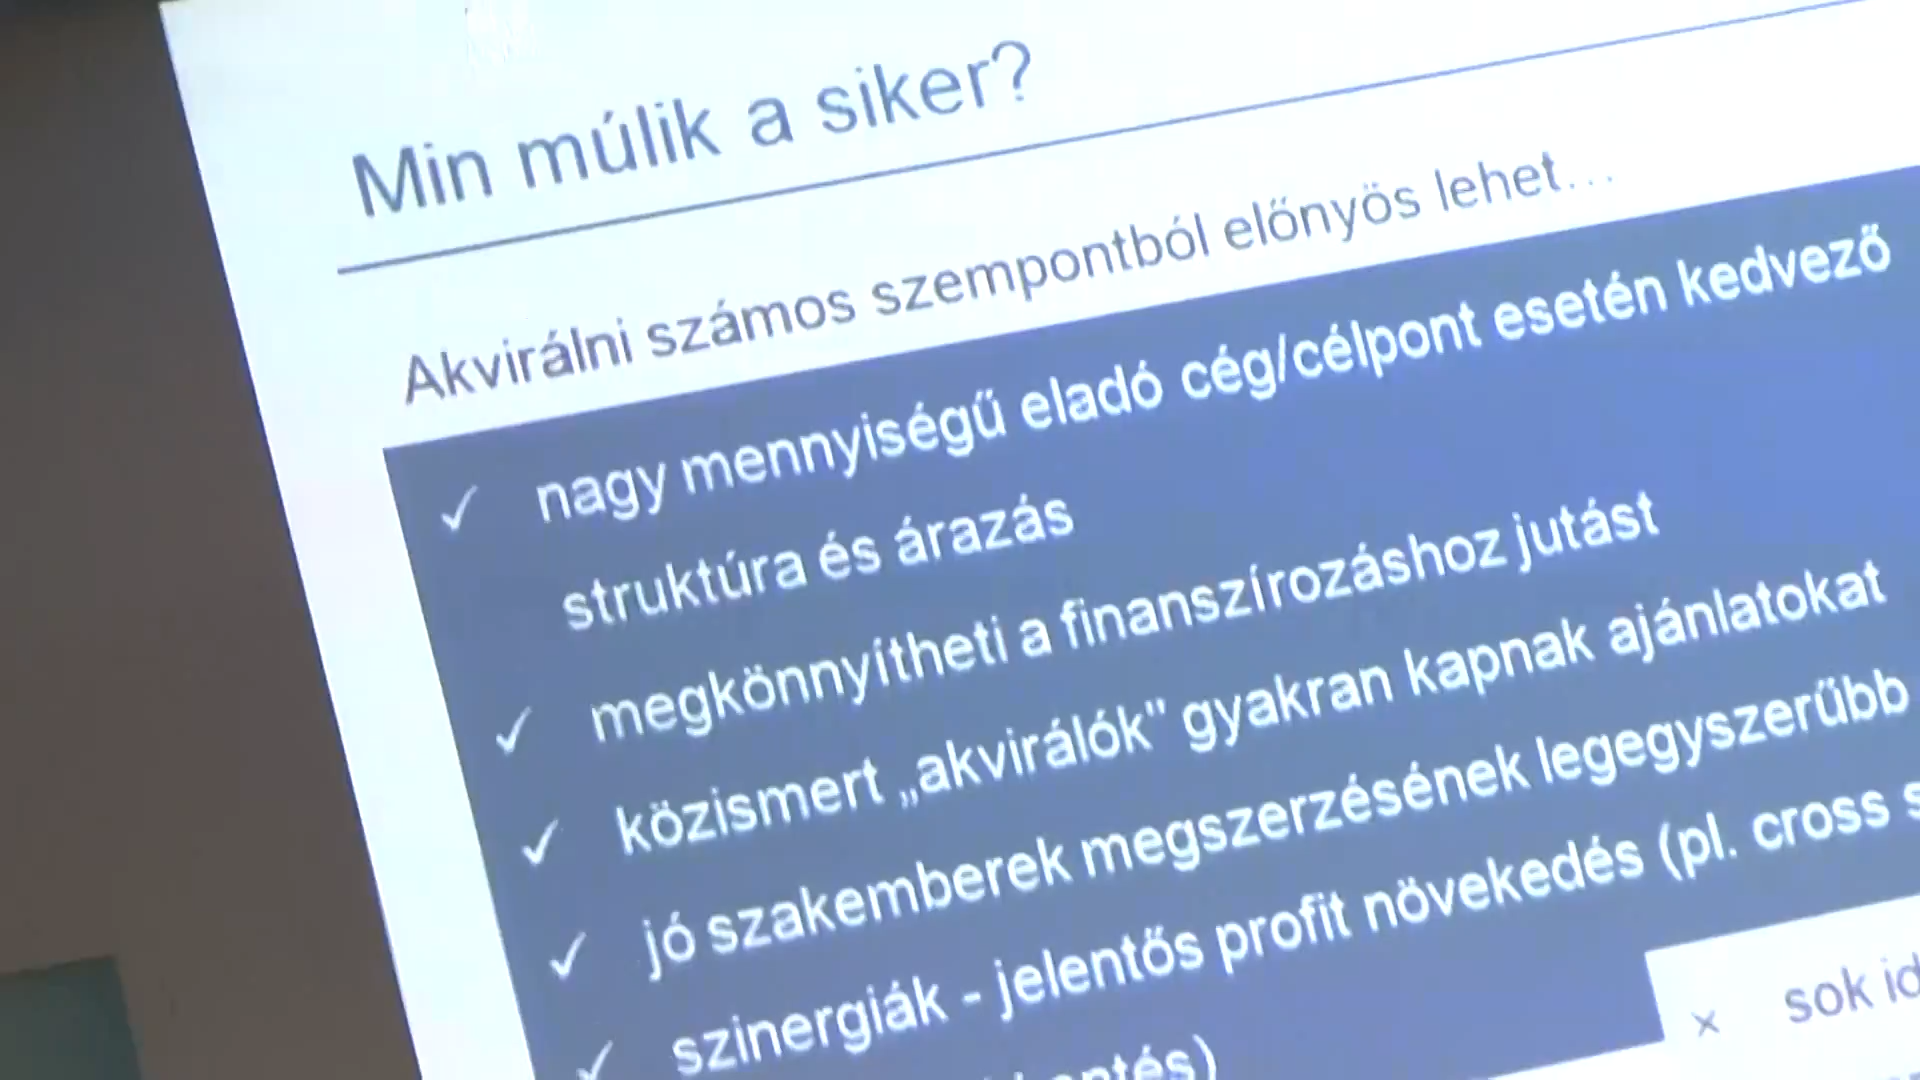 Min múlik a siker?
Akvirálni számos szempontból előnyös lehet…
✓ nagy mennyiségű eladó cég/célpont esetén kedvező
struktúra és árazás
✓ megkönnyítheti a finanszírozáshoz jutást
✓ közismert „akvirálók" gyakran kapnak ajánlatokat
✓ jó szakemberek megszerzésének legegyszerűbb
✓ szinergiák - jelentős profit növekedés (pl. cross
× sok